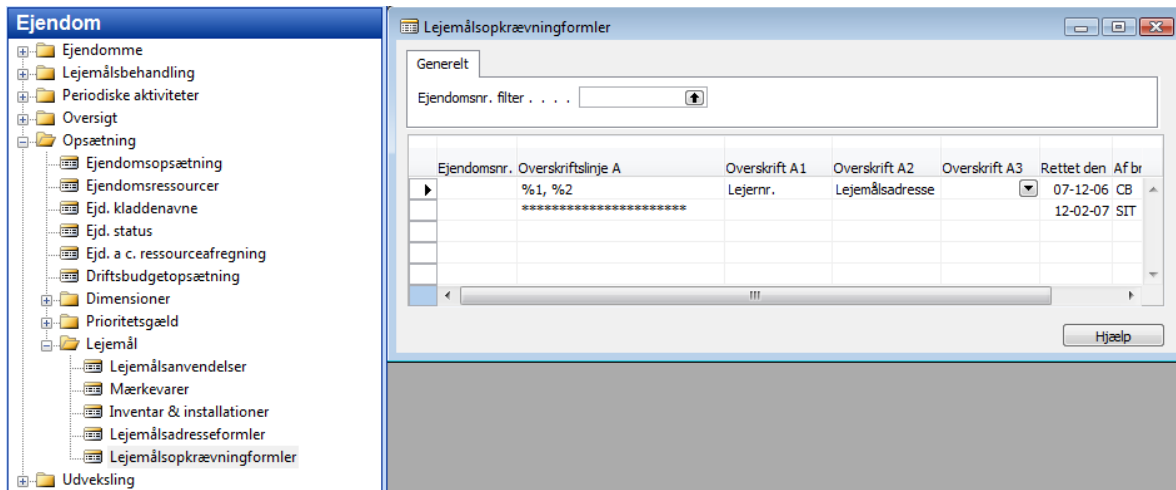 Ejendom
Ejendomme
Lejemålsbehandling
Periodiske aktiviteter
Oversigt
Opsætning
Ejendomsopsætning
Ejendomsressourcer
Ejd. kladdenavne
Ejd. status
Ejd. a c. ressourceafregning
Driftsbudgetopsætning
Dimensioner
Prioritetsgæld
Lejemål
Lejemålsanvendelser
Mærkevarer
Inventar & installationer
Lejemålsadresseformler
Lejemålsopkrævningformler
Udveksling
Lejemålsopkrævningformler
Generelt
Ejendomsnr. filter . . . .
Ejendomsnr. Overskriftslinje A Overskrift A1 Overskrift A2 Overskrift A3 Rettet den Af br
%1, %2 Lejernr. Lejemålsadresse 07-12-06 CB
********************** 12-02-07 SIT
Hjælp